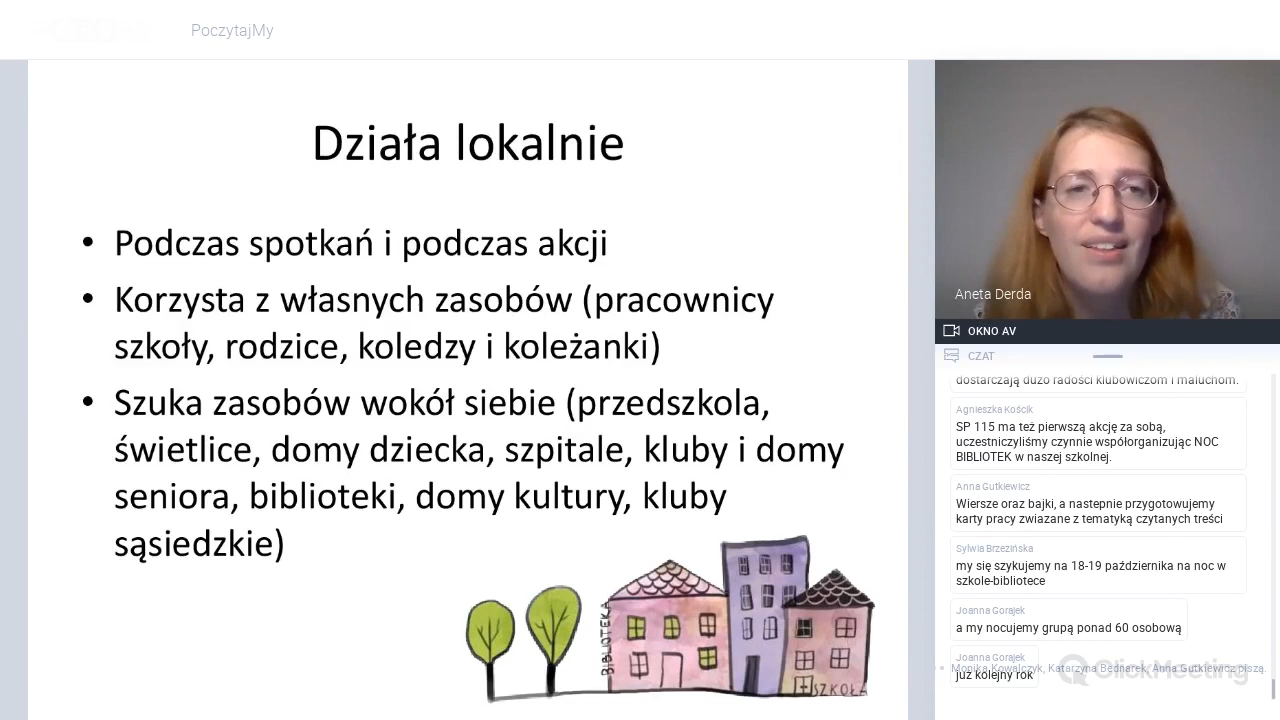 PoczytajMy
Działa lokalnie
• Podczas spotkań i podczas akcji
• Korzysta z własnych zasobów (pracownicy
szkoły, rodzice, koledzy i koleżanki)
• Szuka zasobów wokół siebie (przedszkola,
świetlice, domy dziecka, szpitale, kluby i domy
seniora, biblioteki, domy kultury, kluby
sąsiedzkie)
BIBLIOTEKA
SZKOŁA
Aneta Derda
OKNO AV
CZAT
dostarczają dużo radości klubowiczom i maluchom.
Agnieszka Kościk
SP 115 ma też pierwszą akcję za sobą,
uczestniczyliśmy czynnie współorganizując NOC
BIBLIOTEK w naszej szkolnej.
Anna Gutkiewicz
Wiersze oraz bajki, a nastepnie przygotowujemy
karty pracy zwiazane z tematyką czytanych treści
Sylwia Brzezińska
my się szykujemy na 18-19 października na noc w
szkole-bibliotece
Joanna Gorajek
a my nocujemy grupą ponad 60 osobową
Joanna Gorajek
już kolejny rok
Monika Kowalczyk, Katarzyna Bednarek, Anna Gutkiewicz piszą.
ClickMeeting